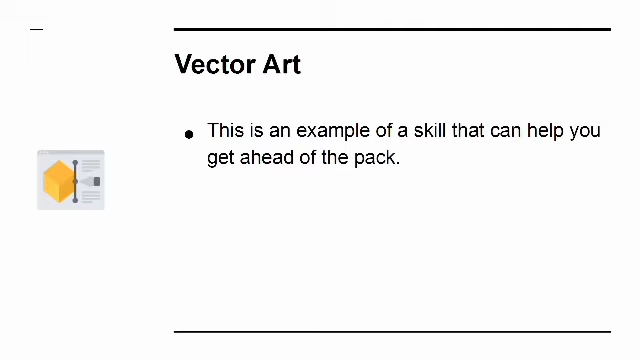 Vector Art
● This is an example of a skill that can help you
get ahead of the pack.